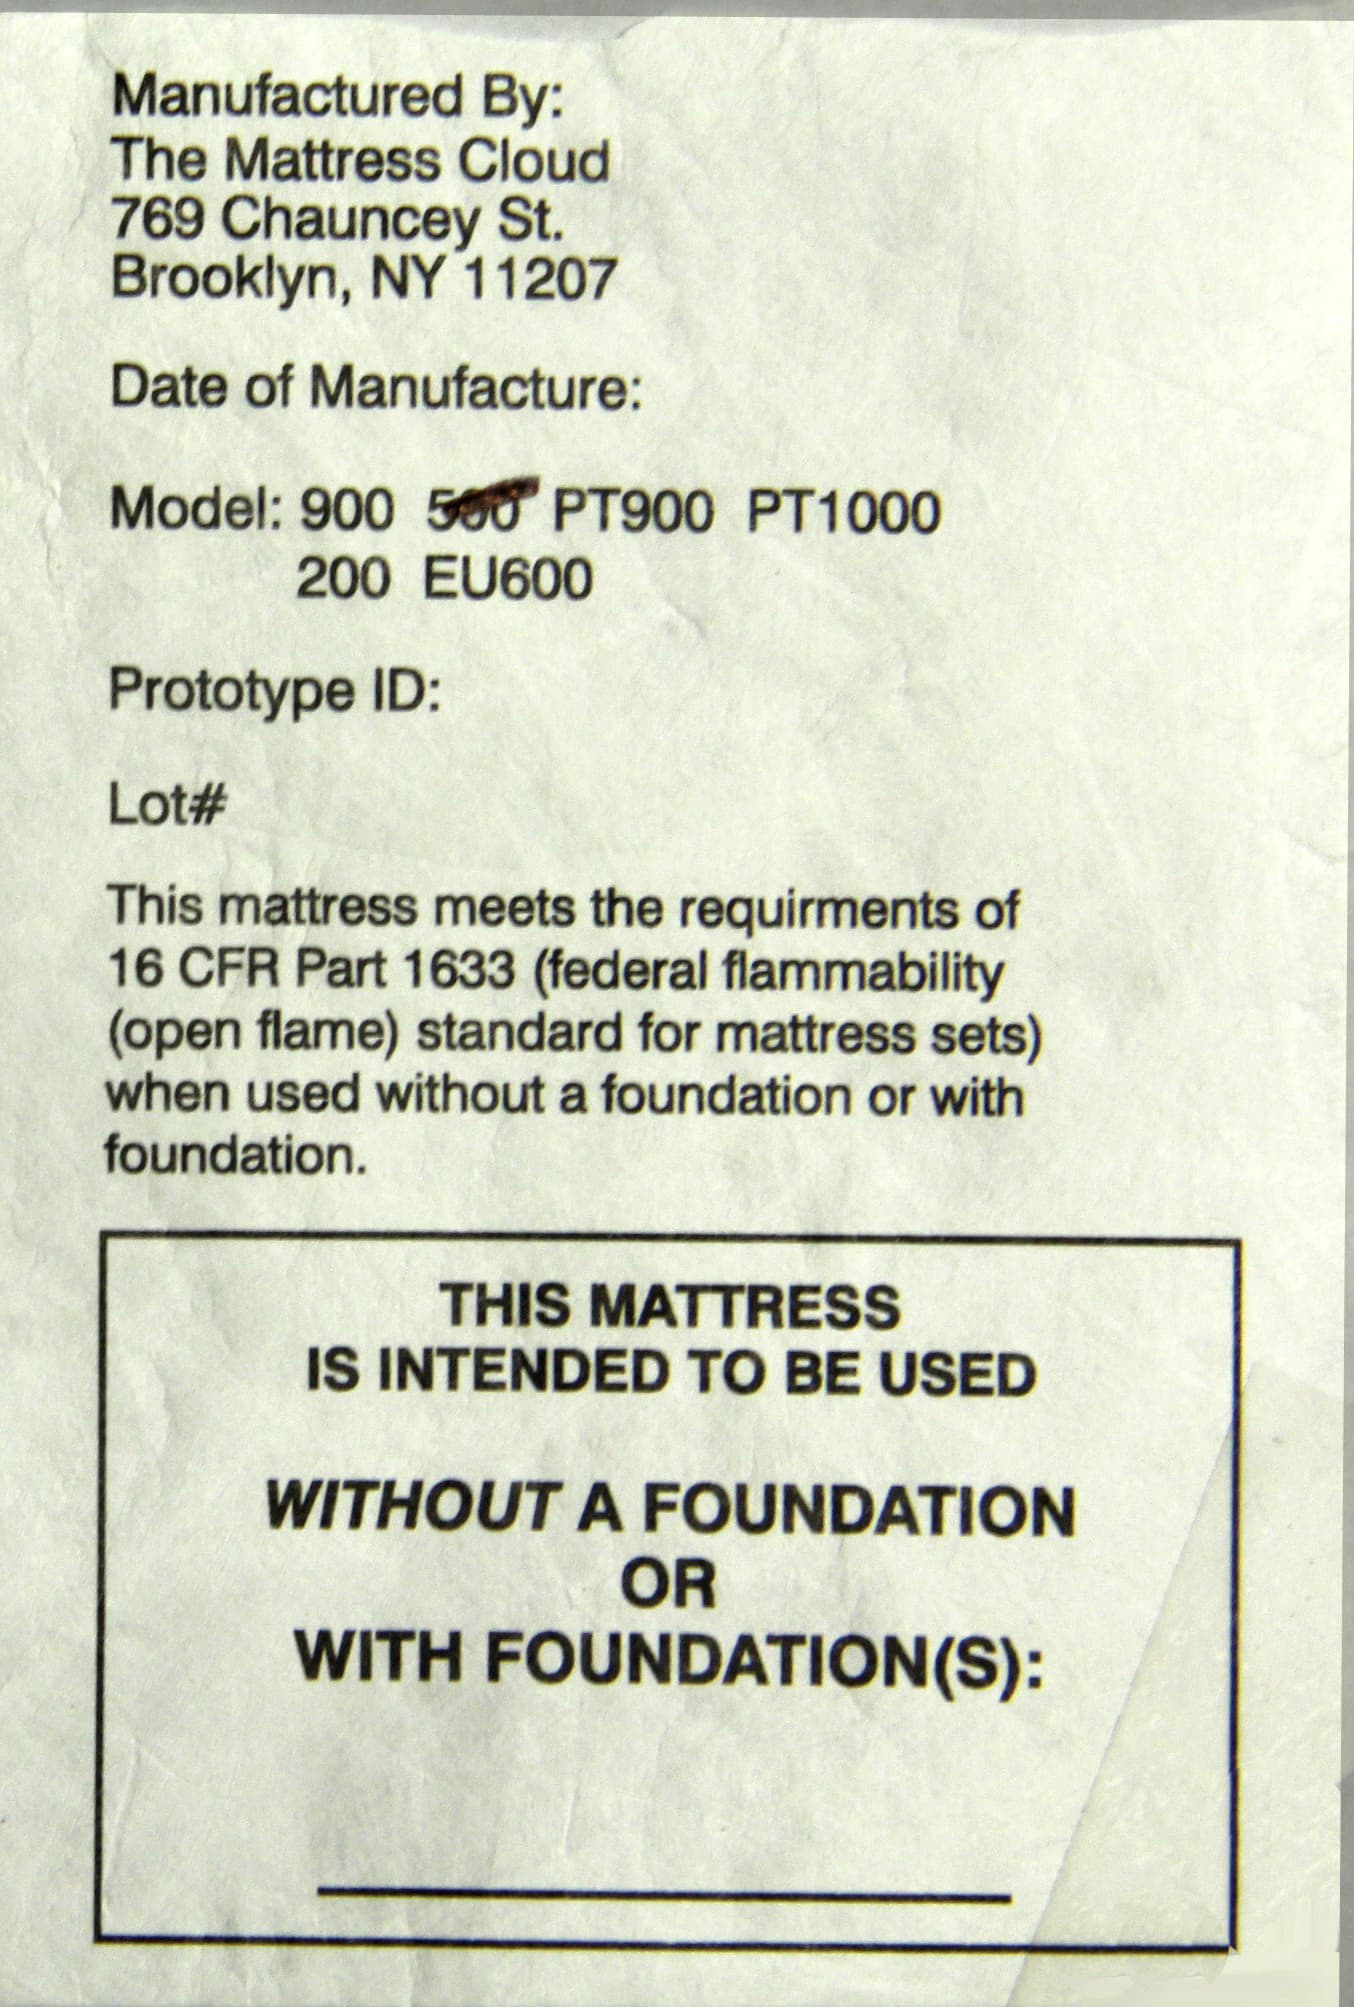 Manufactured By:
The Mattress Cloud
769 Chauncey St.
Brooklyn, NY 11207
Date of Manufacture:
Model: 900 500 PT900 PT1000
200 EU600
Prototype ID:
Lot#
This mattress meets the requirments of
16 CFR Part 1633 (federal flammability
(open flame) standard for mattress sets)
when used without a foundation or with
foundation.
THIS MATTRESS
IS INTENDED TO BE USED
WITHOUT A FOUNDATION
OR
WITH FOUNDATION(S):